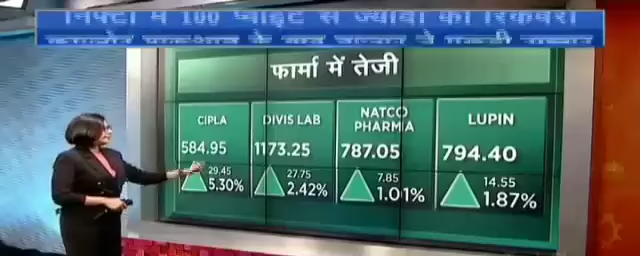 निफ्टी में 100 प्वाइंट से ज्यादा की रिकवरी
फार्मा में तेजी
CIPLA
584.95
29.45
5.30%
DIVIS LAB
1173.25
27.75
2.42%
NATCO
PHARMA
787.05
7.85
1.01%
LUPIN
794.40
14.55
1.87%